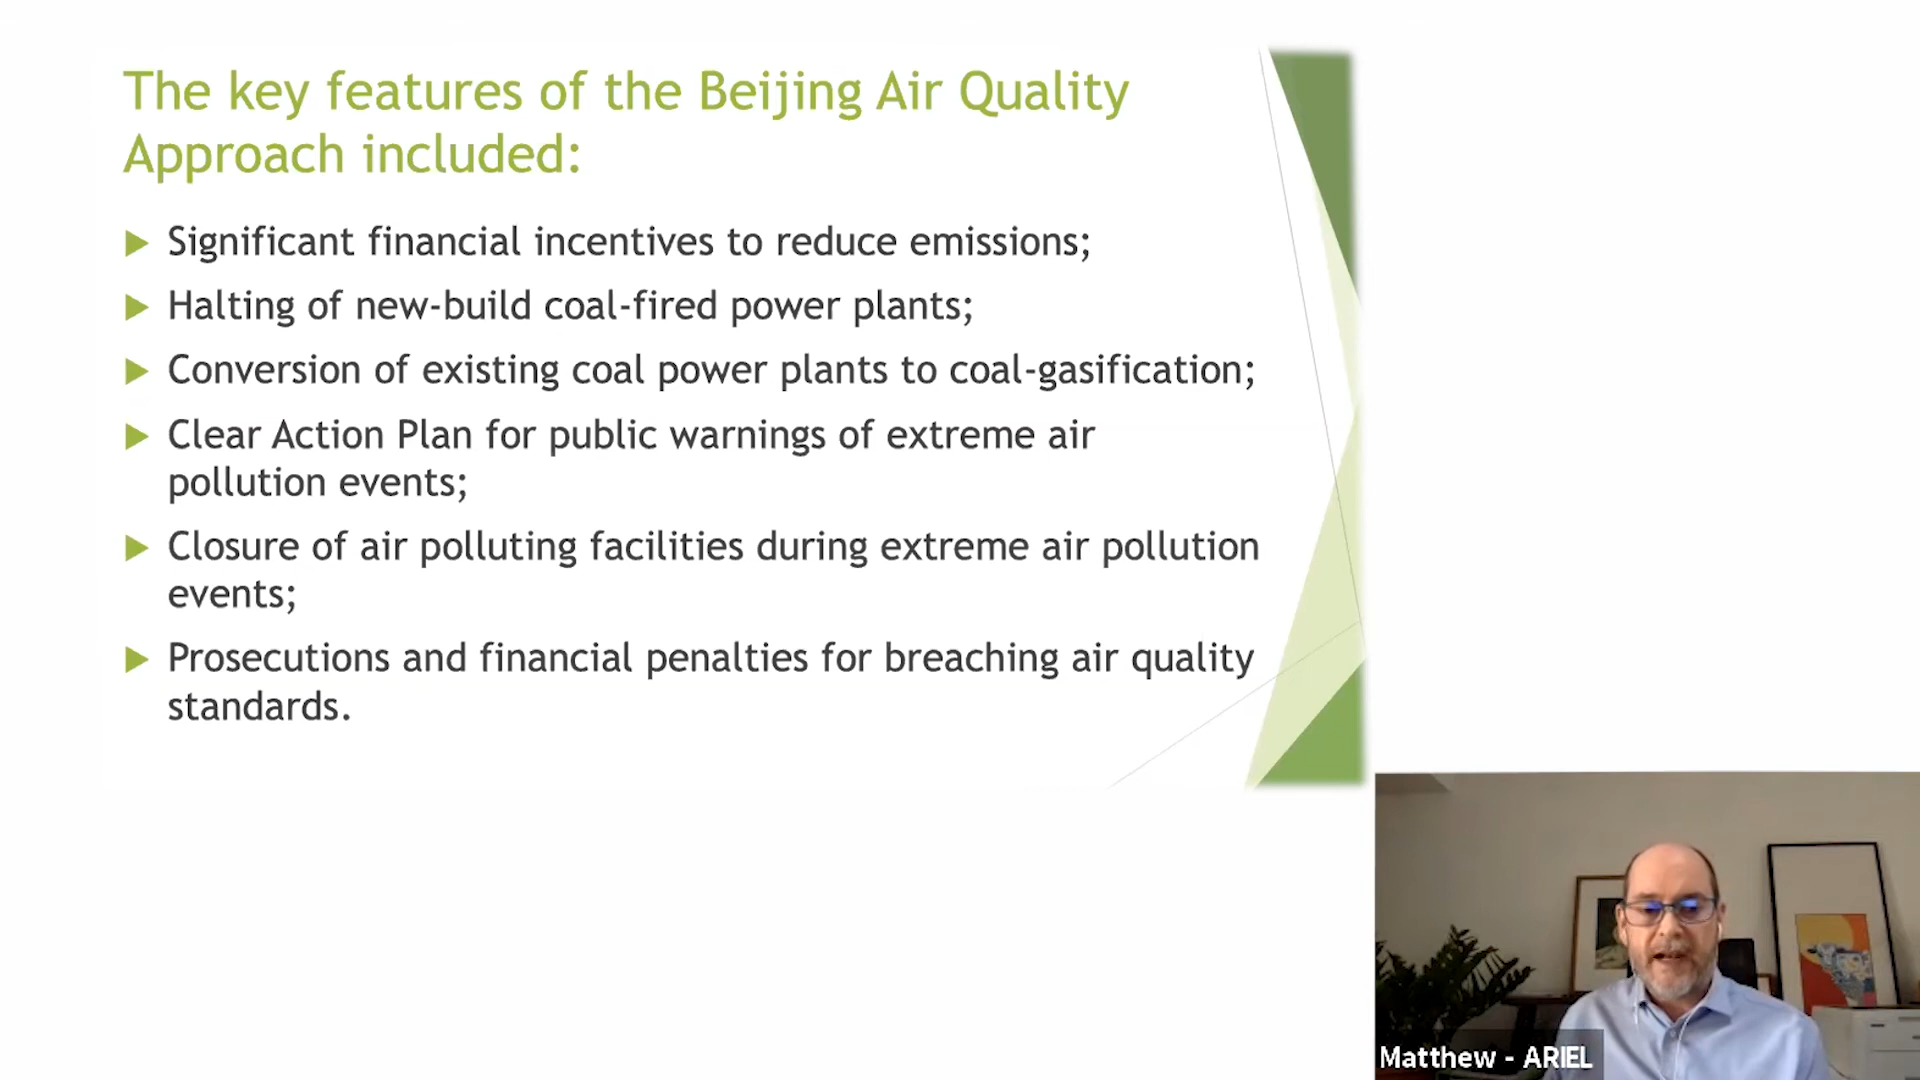 The key features of the Beijing Air Quality
Approach included:
Significant financial incentives to reduce emissions;
Halting of new-build coal-fired power plants;
Conversion of existing coal power plants to coal-gasification;
Clear Action Plan for public warnings of extreme air
pollution events;
Closure of air polluting facilities during extreme air pollution
events;
Prosecutions and financial penalties for breaching air quality
standards.
Matthew - ARIEL